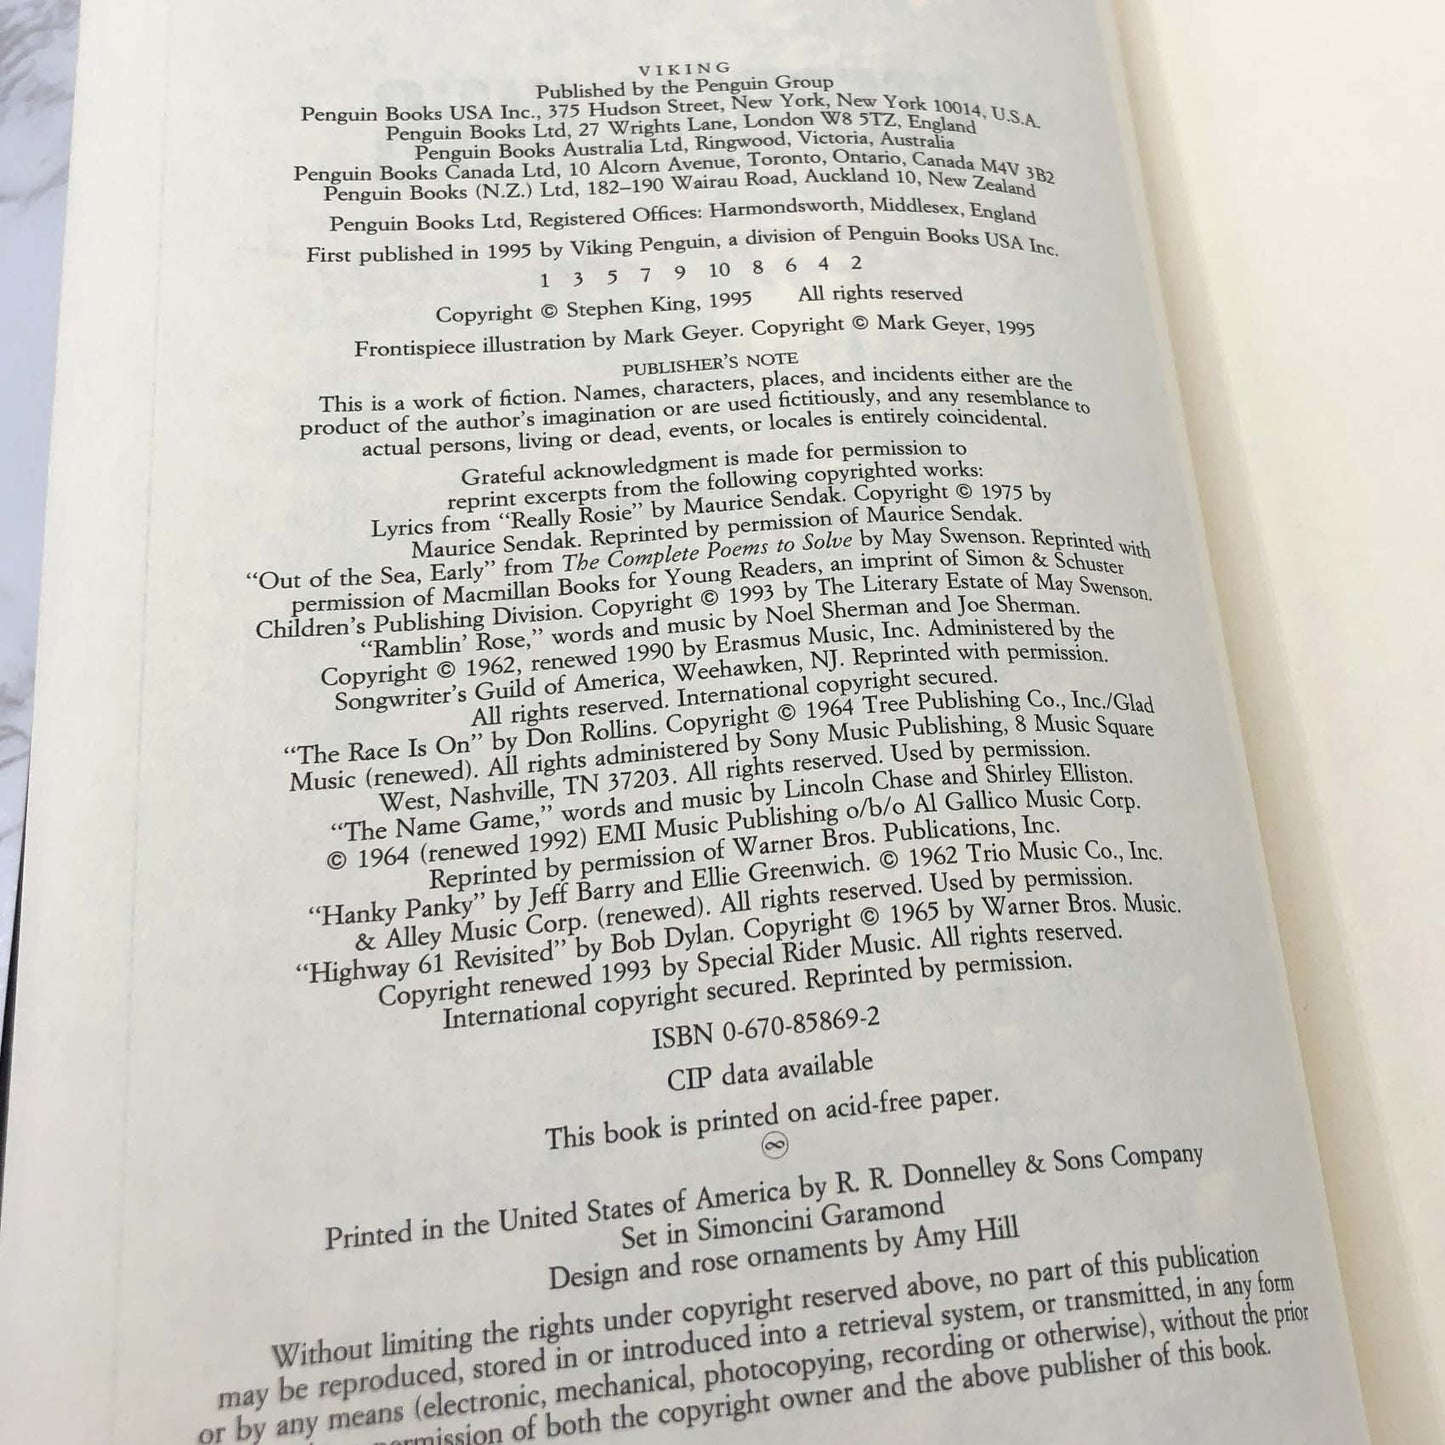 VIKING
Published by the Penguin Group
Penguin Books USA Inc., 375 Hudson Street, New York, New York 10014, U.S.A.
Penguin Books Ltd, 27 Wrights Lane, London W8 5TZ, England
Penguin Books Australia Ltd, Ringwood, Victoria, Australia
Penguin Books Canada Ltd, 10 Alcorn Avenue, Toronto, Ontario, Canada M4V 3B2
Penguin Books (N.Z.) Ltd, 182–190 Wairau Road, Auckland 10, New Zealand
Penguin Books Ltd, Registered Offices: Harmondsworth, Middlesex, England
First published in 1995 by Viking Penguin, a division of Penguin Books USA Inc.
1 3 5 7 9 10 8 6 4 2
Copyright © Stephen King, 1995 All rights reserved
Frontispiece illustration by Mark Geyer. Copyright © Mark Geyer, 1995
PUBLISHER'S NOTE
This is a work of fiction. Names, characters, places, and incidents either are the
product of the author's imagination or are used fictitiously, and any resemblance to
actual persons, living or dead, events, or locales is entirely coincidental.
Grateful acknowledgment is made for permission to
reprint excerpts from the following copyrighted works:
Lyrics from “Really Rosie” by Maurice Sendak. Copyright © 1975 by
Maurice Sendak. Reprinted by permission of Maurice Sendak.
“Out of the Sea, Early” from The Complete Poems to Solve by May Swenson. Reprinted with
permission of Macmillan Books for Young Readers, an imprint of Simon & Schuster
Children's Publishing Division. Copyright © 1993 by The Literary Estate of May Swenson.
“Ramblin' Rose,” words and music by Noel Sherman and Joe Sherman.
Copyright © 1962, renewed 1990 by Erasmus Music, Inc. Administered by the
Songwriter's Guild of America, Weehawken, NJ. Reprinted with permission.
All rights reserved. International copyright secured.
“The Race Is On” by Don Rollins. Copyright © 1964 Tree Publishing Co., Inc./Glad
Music (renewed). All rights administered by Sony Music Publishing, 8 Music Square
West, Nashville, TN 37203. All rights reserved. Used by permission.
“The Name Game,” words and music by Lincoln Chase and Shirley Elliston.
© 1964 (renewed 1992) EMI Music Publishing o/b/o Al Gallico Music Corp.
Reprinted by permission of Warner Bros. Publications, Inc.
“Hanky Panky” by Jeff Barry and Ellie Greenwich. © 1962 Trio Music Co., Inc.
& Alley Music Corp. (renewed). All rights reserved. Used by permission.
“Highway 61 Revisited” by Bob Dylan. Copyright © 1965 by Warner Bros. Music.
Copyright renewed 1993 by Special Rider Music. All rights reserved.
International copyright secured. Reprinted by permission.
ISBN 0-670-85869-2
CIP data available
This book is printed on acid-free paper.
∞
Printed in the United States of America by R. R. Donnelley & Sons Company
Set in Simoncini Garamond
Design and rose ornaments by Amy Hill
Without limiting the rights under copyright reserved above, no part of this publication
may be reproduced, stored in or introduced into a retrieval system, or transmitted, in any form
or by any means (electronic, mechanical, photocopying, recording or otherwise), without the prior
of both the copyright owner and the above publisher of this book.